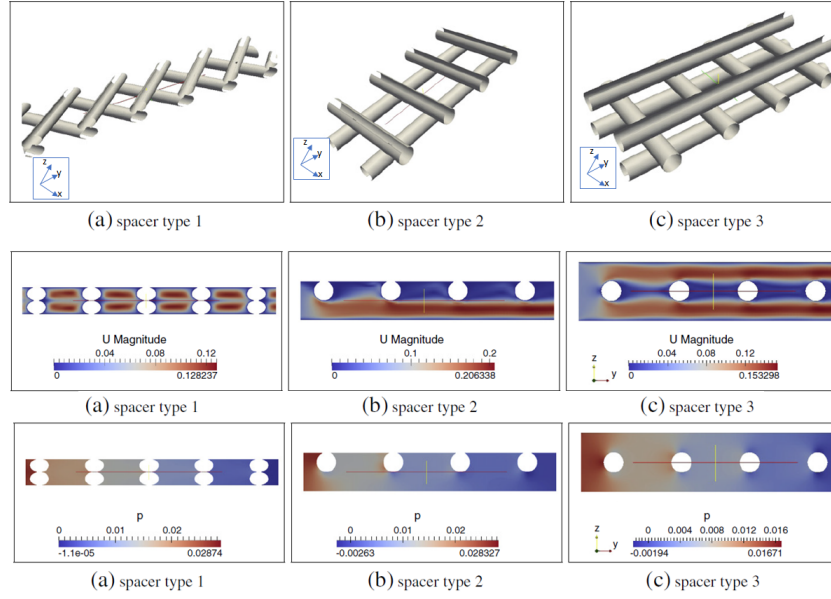 z
y
x
z
y
x
z
y
x
(a) spacer type 1
(b) spacer type 2
(c) spacer type 3
U Magnitude
0.04 0.08 0.12
0 0.128237
U Magnitude
0.1 0.2
0 0.206338
z
y
U Magnitude
0.04 0.08 0.12
0 0.153298
(a) spacer type 1
(b) spacer type 2
(c) spacer type 3
p
0 0.01 0.02
-1.1e-05 0.02874
p
0 0.01 0.02
-0.00263 0.028327
z
y
p
0 0.004 0.008 0.012 0.016
-0.00194 0.01671
(a) spacer type 1
(b) spacer type 2
(c) spacer type 3